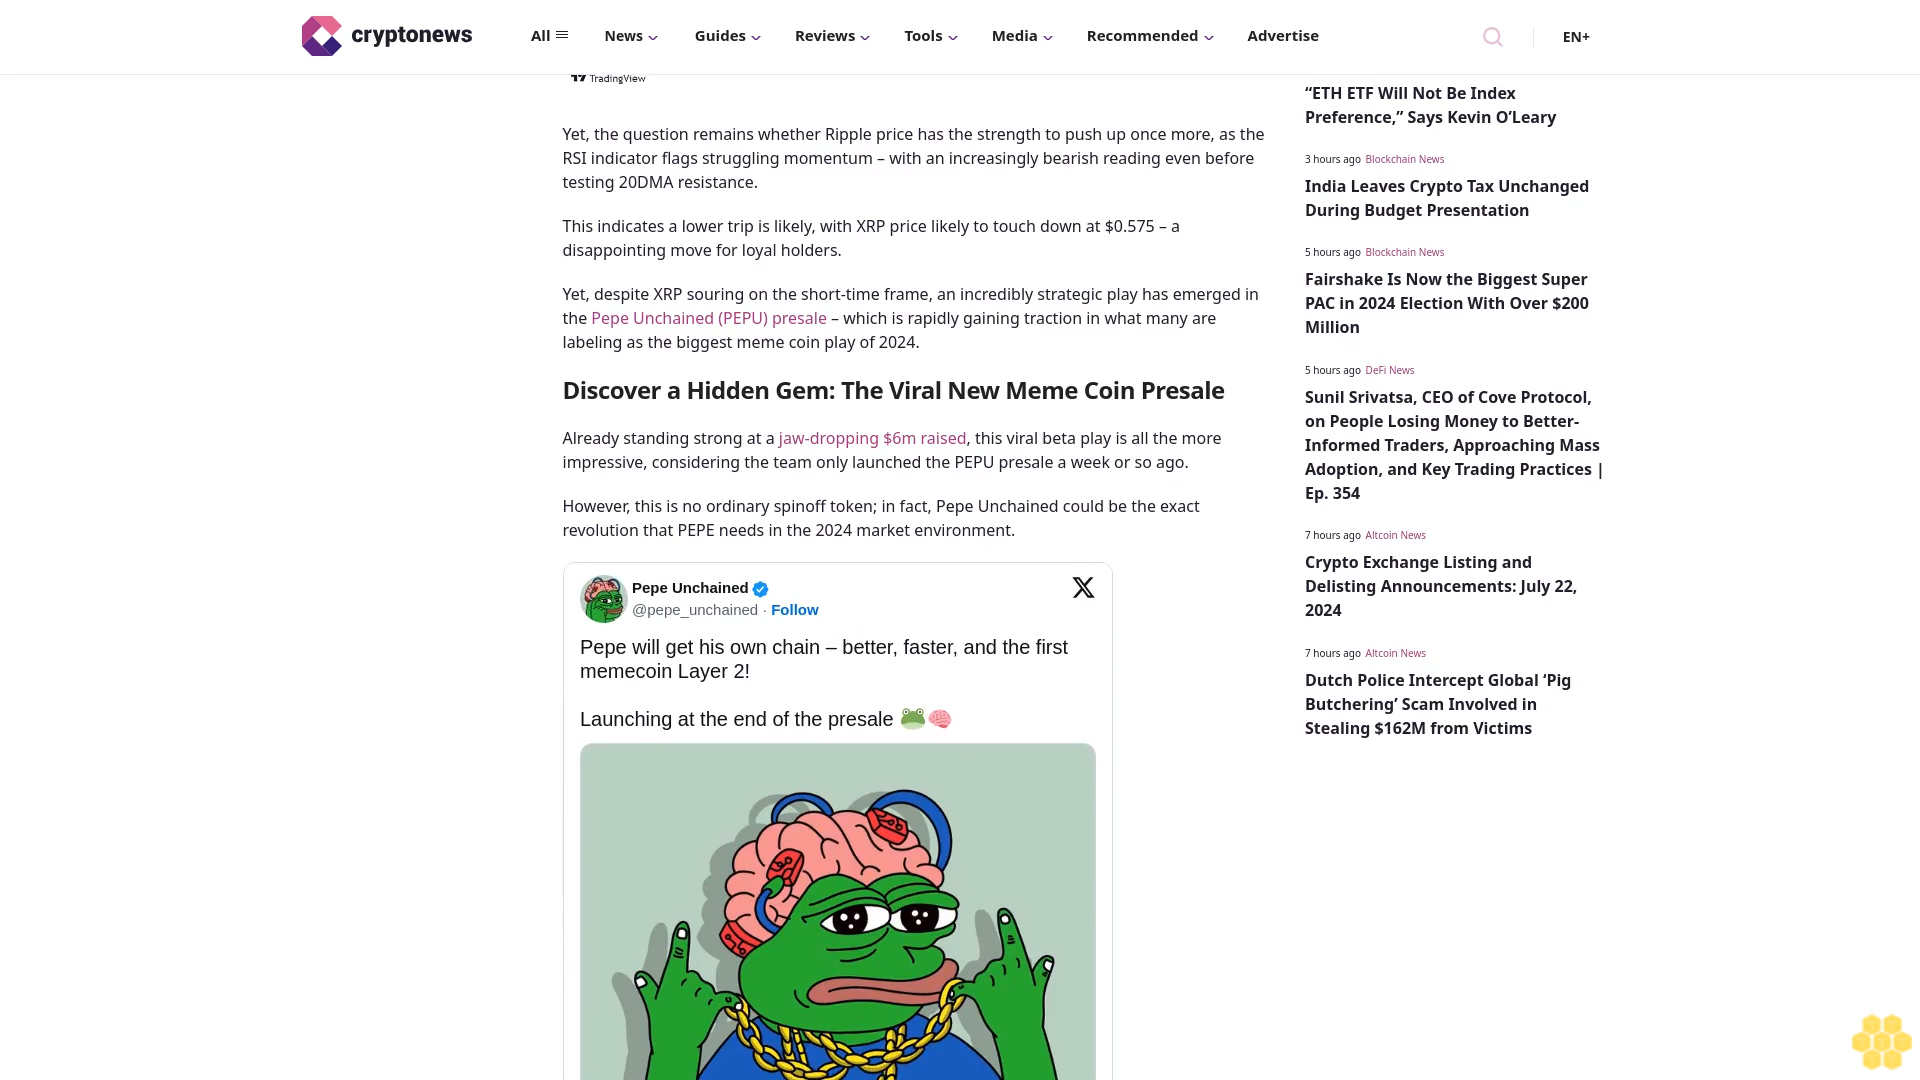 cryptonews
All
News
Guides
Reviews
Tools
Media
Recommended
Advertise
EN+
TradingView
Yet, the question remains whether Ripple price has the strength to push up once more, as the
RSI indicator flags struggling momentum – with an increasingly bearish reading even before
testing 20DMA resistance.
This indicates a lower trip is likely, with XRP price likely to touch down at $0.575 – a
disappointing move for loyal holders.
Yet, despite XRP souring on the short-time frame, an incredibly strategic play has emerged in
the Pepe Unchained (PEPU) presale – which is rapidly gaining traction in what many are
labeling as the biggest meme coin play of 2024.
Discover a Hidden Gem: The Viral New Meme Coin Presale
Already standing strong at a jaw-dropping $6m raised, this viral beta play is all the more
impressive, considering the team only launched the PEPU presale a week or so ago.
However, this is no ordinary spinoff token; in fact, Pepe Unchained could be the exact
revolution that PEPE needs in the 2024 market environment.
Pepe Unchained
@pepe_unchained · Follow
Pepe will get his own chain – better, faster, and the first
memecoin Layer 2!
Launching at the end of the presale 🐸🧠
“ETH ETF Will Not Be Index
Preference,” Says Kevin O’Leary
3 hours ago Blockchain News
India Leaves Crypto Tax Unchanged
During Budget Presentation
5 hours ago Blockchain News
Fairshake Is Now the Biggest Super
PAC in 2024 Election With Over $200
Million
5 hours ago DeFi News
Sunil Srivatsa, CEO of Cove Protocol,
on People Losing Money to Better-
Informed Traders, Approaching Mass
Adoption, and Key Trading Practices |
Ep. 354
7 hours ago Altcoin News
Crypto Exchange Listing and
Delisting Announcements: July 22,
2024
7 hours ago Altcoin News
Dutch Police Intercept Global ‘Pig
Butchering’ Scam Involved in
Stealing $162M from Victims